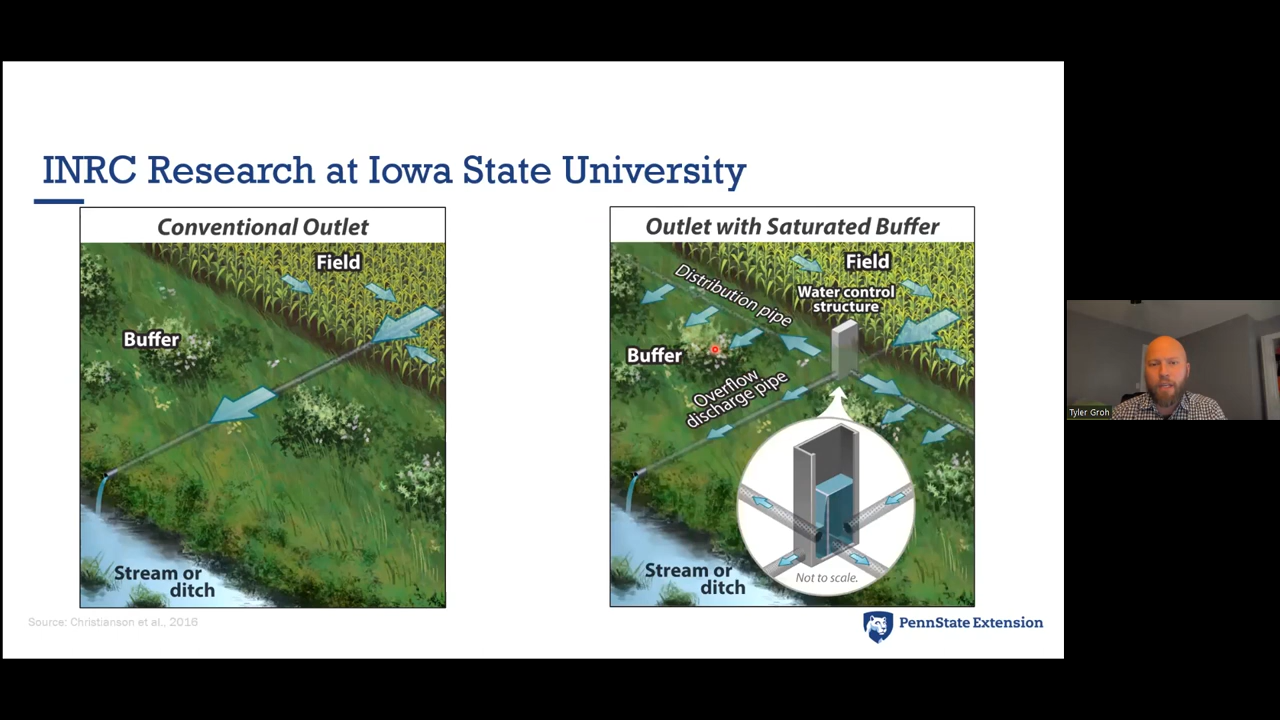 INRC Research at Iowa State University
Conventional Outlet
Field
Buffer
Stream or
ditch
Outlet with Saturated Buffer
Field
Distribution pipe
Water control
structure
Buffer
Overflow
discharge pipe
Not to scale.
Stream or
ditch
Source: Christianson et al., 2016
PennState Extension
Tyler Groh